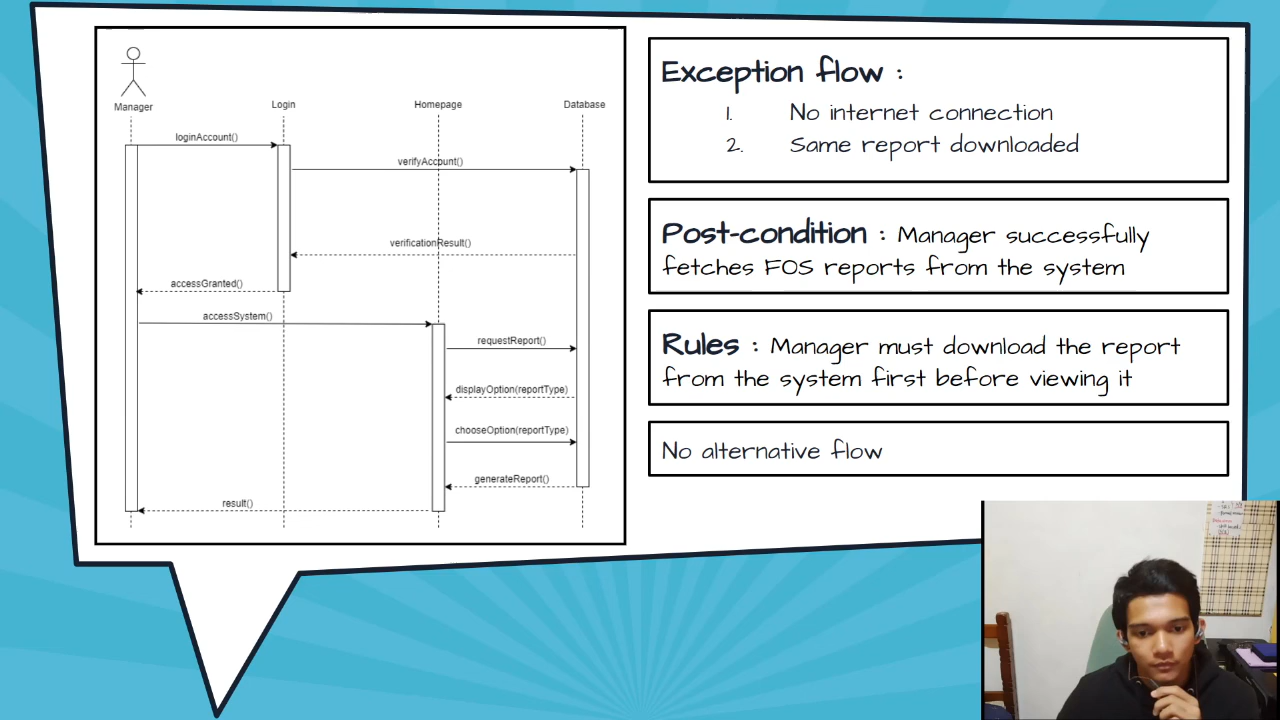 Manager
Login
Homepage
Database
loginAccount()
verifyAccount()
verificationResult()
accessGranted()
accessSystem()
requestReport()
displayOption(reportType)
chooseOption(reportType)
generateReport()
result()
Exception flow :
1. No internet connection
2. Same report downloaded
Post-condition : Manager successfully
fetches FOS reports from the system
Rules : Manager must download the report
from the system first before viewing it
No alternative flow